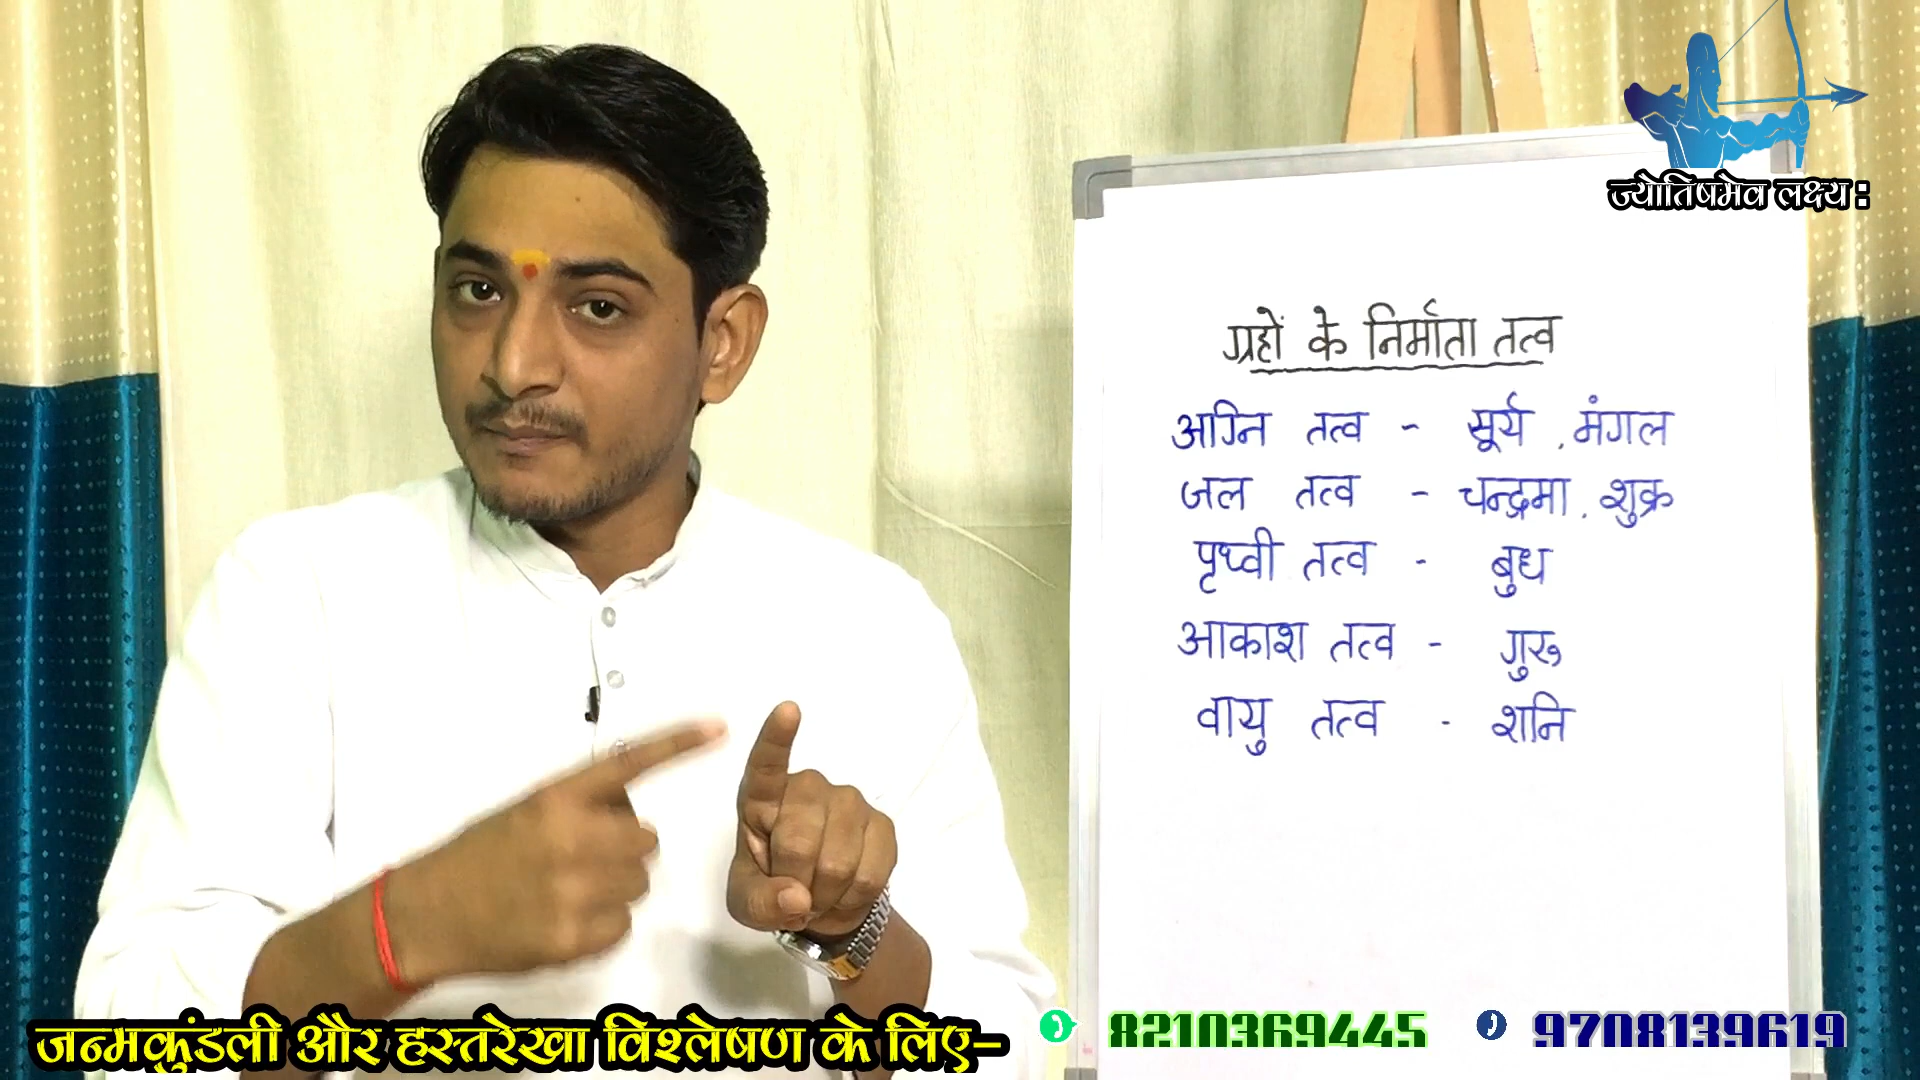 ज्योतिषमेव लक्ष्य :
ग्रहों के निर्माता तत्व
अग्नि तत्व - सूर्य , मंगल
जल तत्व - चन्द्रमा , शुक्र
पृथ्वी तत्व - बुध
आकाश तत्व - गुरू
वायु तत्व - शनि
जन्मकुंडली और हस्तरेखा विश्लेषण के लिए- 8210369445 9708139619